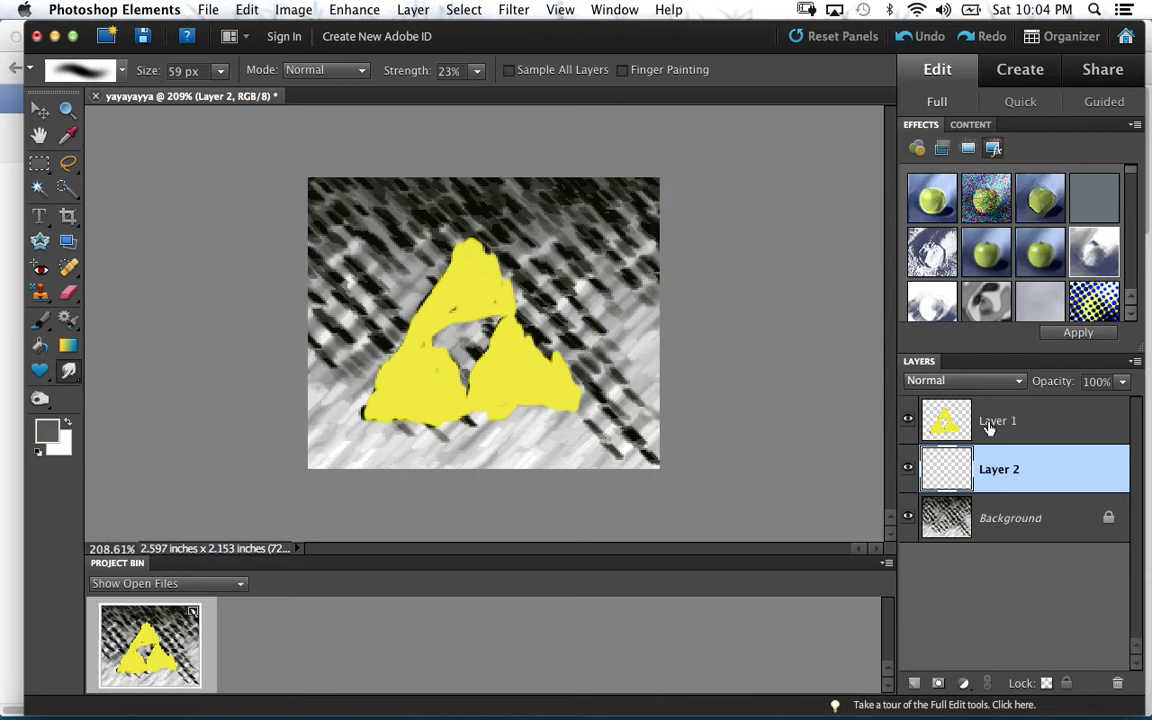 Photoshop Elements File Edit Image Enhance Layer Select Filter View Window Help Sat 10:04 PM
Sign In Create New Adobe ID Reset Panels Undo Redo Organizer
Size: 59 px Mode: Normal Strength: 23% Sample All Layers Finger Painting Edit Create Share
yayayayya @ 209% (Layer 2, RGB/8) * Full Quick Guided
EFFECTS CONTENT
Apply
LAYERS
Normal Opacity: 100%
Layer 1
Layer 2
Background
208.61% 2.597 inches x 2.153 inches (72...
PROJECT BIN
Show Open Files
Lock:
Take a tour of the Full Edit tools. Click here.